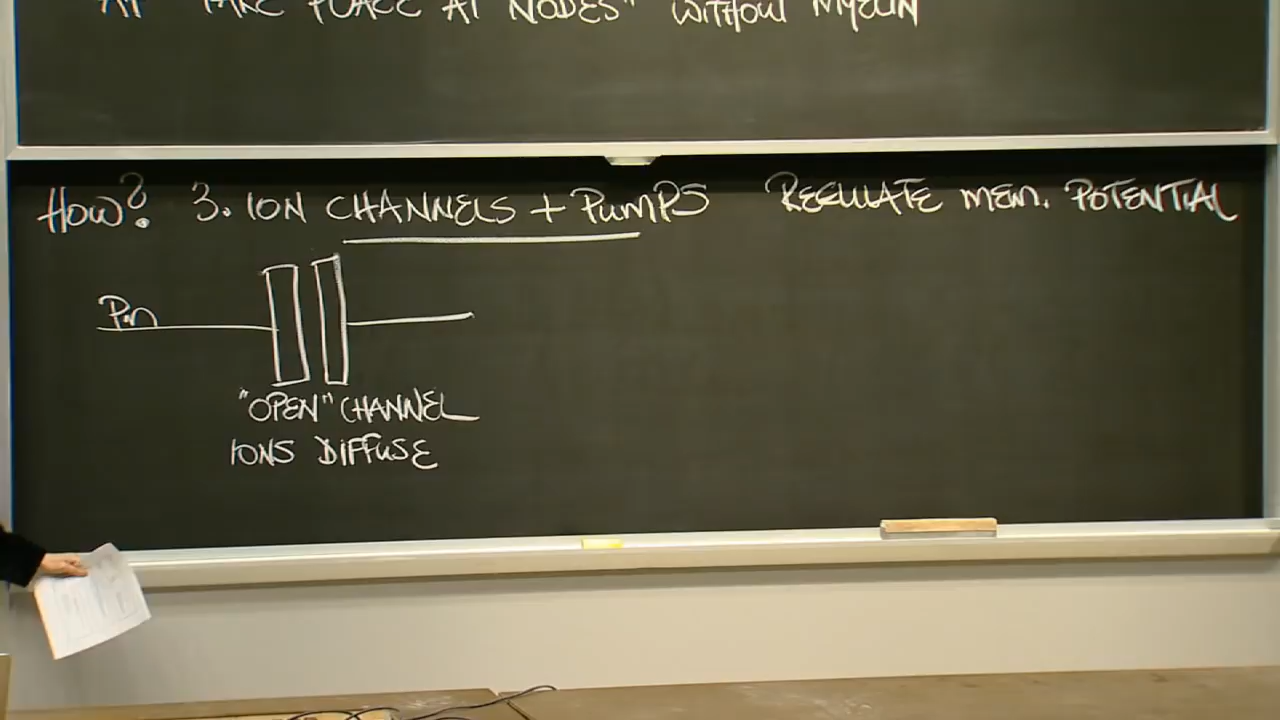 AP "TAKE PLACE AT NODES" WITHOUT MYELIN
HOW? 3. ION CHANNELS + PUMPS REGULATE MEM. POTENTIAL
Pm
"OPEN" CHANNEL
IONS DIFFUSE